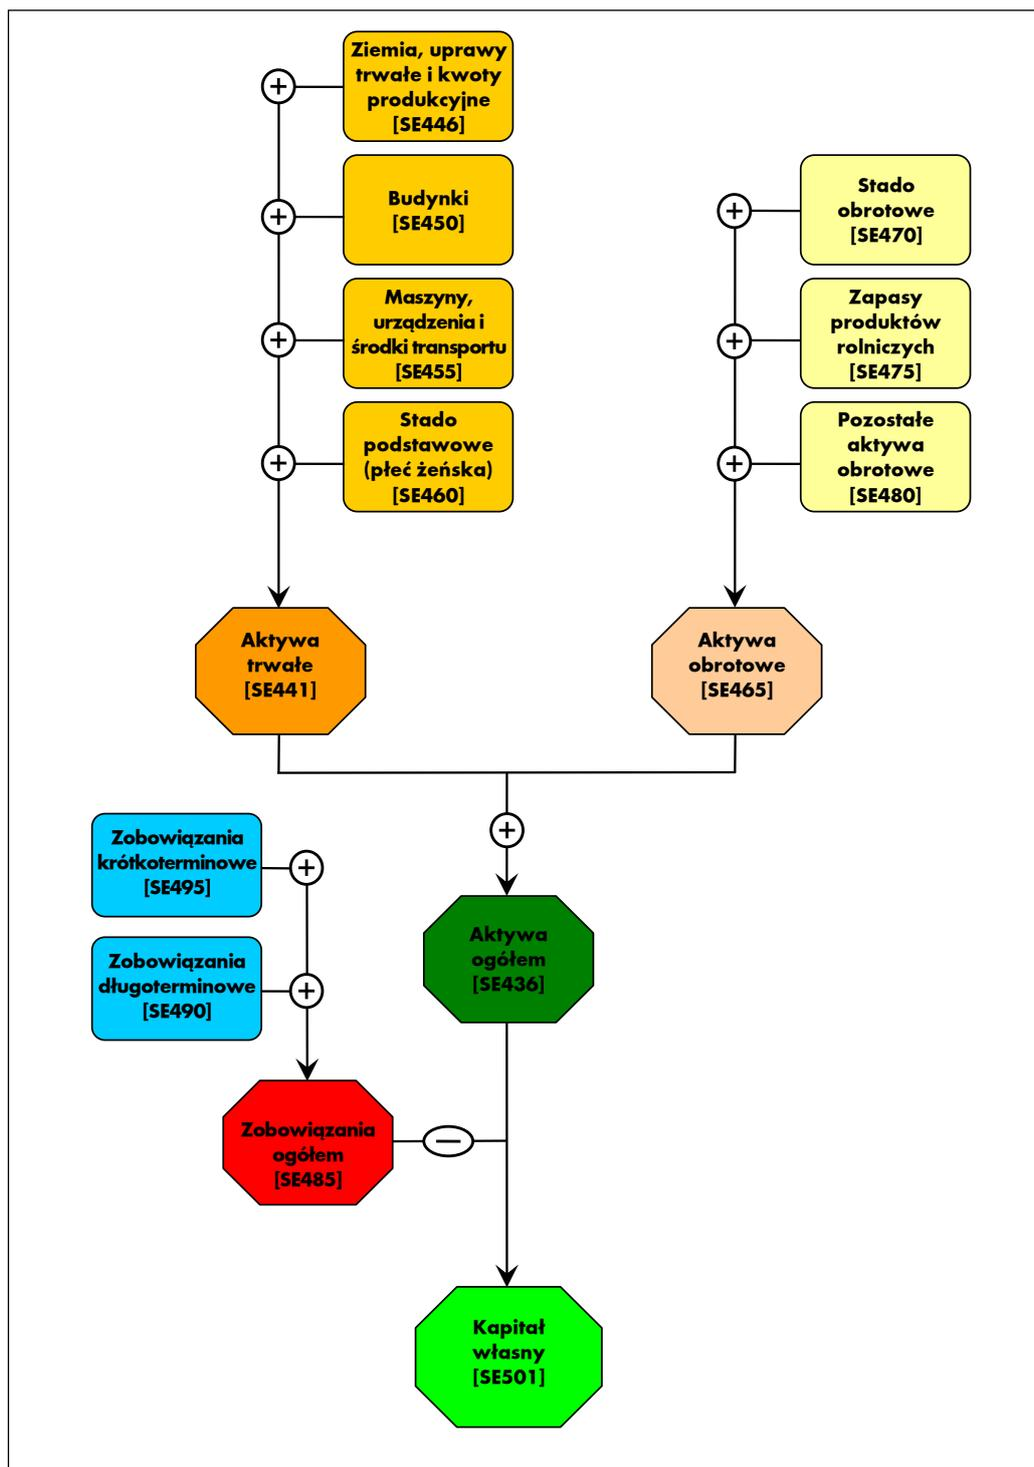 Ziemia, uprawy
trwałe i kwoty
produkcyjne
[SE446]
Budynki
[SE450]
Maszyny,
urządzenia i
środki transportu
[SE455]
Stado
podstawowe
(płeć żeńska)
[SE460]
Stado
obrotowe
[SE470]
Zapasy
produktów
rolniczych
[SE475]
Pozostałe
aktywa
obrotowe
[SE480]
Aktywa
trwałe
[SE441]
Aktywa
obrotowe
[SE465]
Zobowiązania
krótkoterminowe
[SE495]
Zobowiązania
długoterminowe
[SE490]
Aktywa
ogółem
[SE436]
Zobowiązania
ogółem
[SE485]
Kapitał
własny
[SE501]